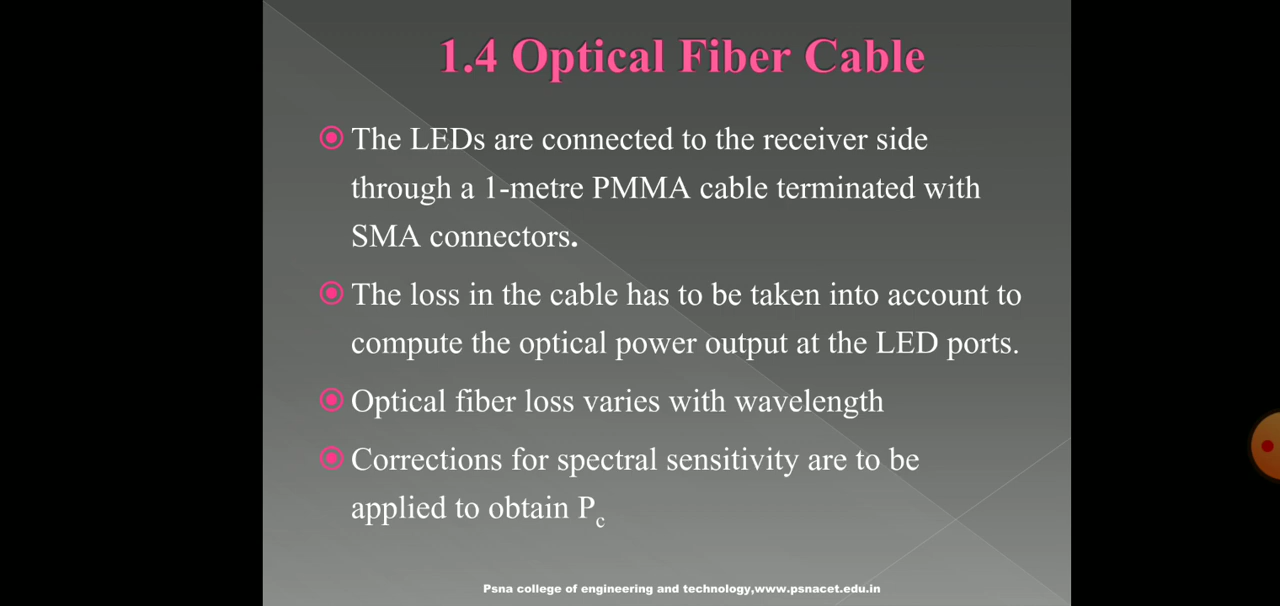 1.4 Optical Fiber Cable
The LEDs are connected to the receiver side
through a 1-metre PMMA cable terminated with
SMA connectors.
The loss in the cable has to be taken into account to
compute the optical power output at the LED ports.
Optical fiber loss varies with wavelength
Corrections for spectral sensitivity are to be
applied to obtain Pc
Psna college of engineering and technology,www.psnacet.edu.in